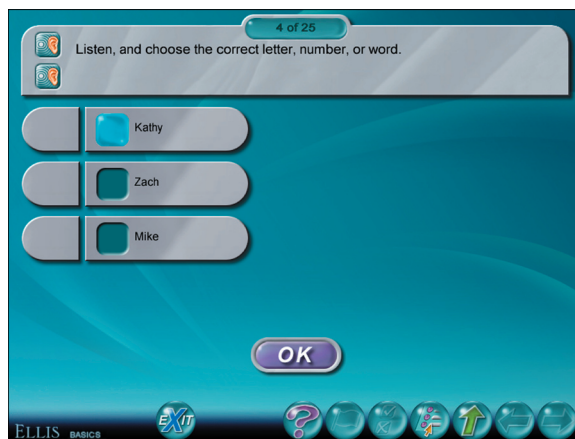 4 of 25
Listen, and choose the correct letter, number, or word.
Kathy
Zach
Mike
OK
ELLIS BASICS
EXIT
?